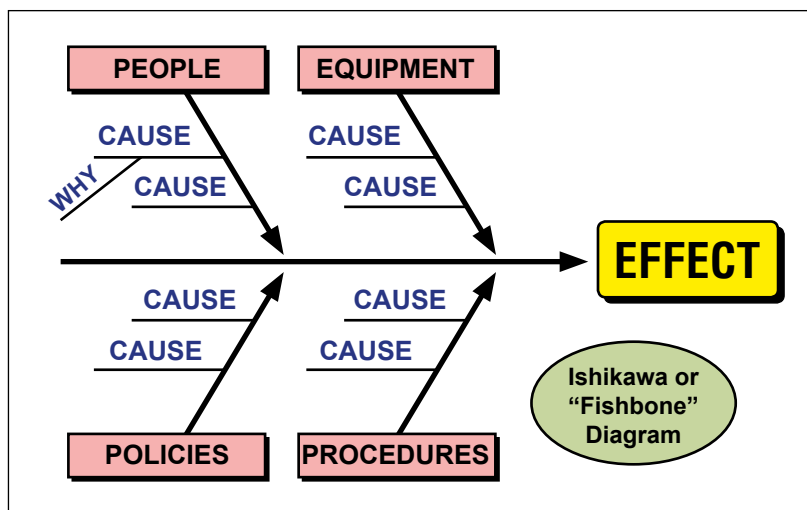 PEOPLE
EQUIPMENT
CAUSE
CAUSE
WHY
CAUSE
CAUSE
EFFECT
CAUSE
CAUSE
CAUSE
CAUSE
Ishikawa or
“Fishbone”
Diagram
POLICIES
PROCEDURES